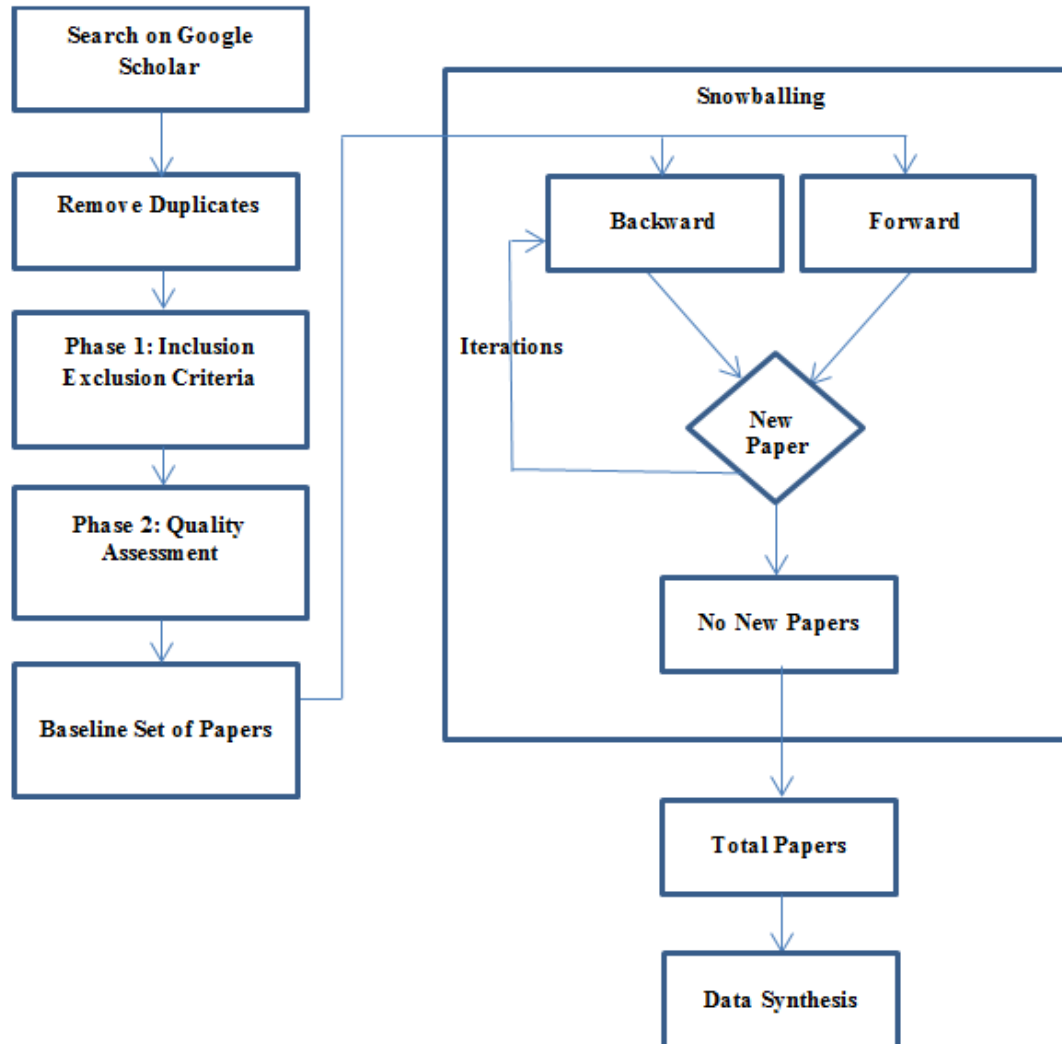 Search on Google
Scholar
Remove Duplicates
Phase 1: Inclusion
Exclusion Criteria
Phase 2: Quality
Assessment
Baseline Set of Papers
Snowballing
Backward
Forward
Iterations
New
Paper
No New Papers
Total Papers
Data Synthesis